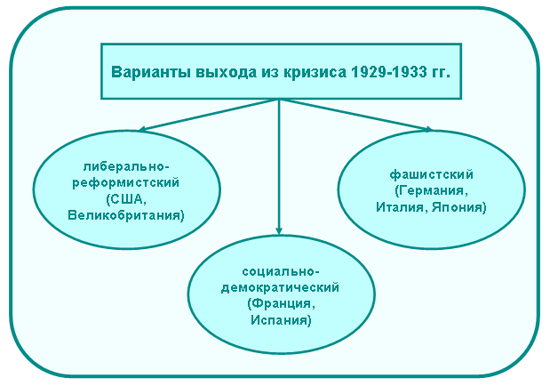 Варианты выхода из кризиса 1929-1933 гг.
либерально-
реформистский
(США,
Великобритания)
фашистский
(Германия,
Италия, Япония)
социально-
демократический
(Франция,
Испания)